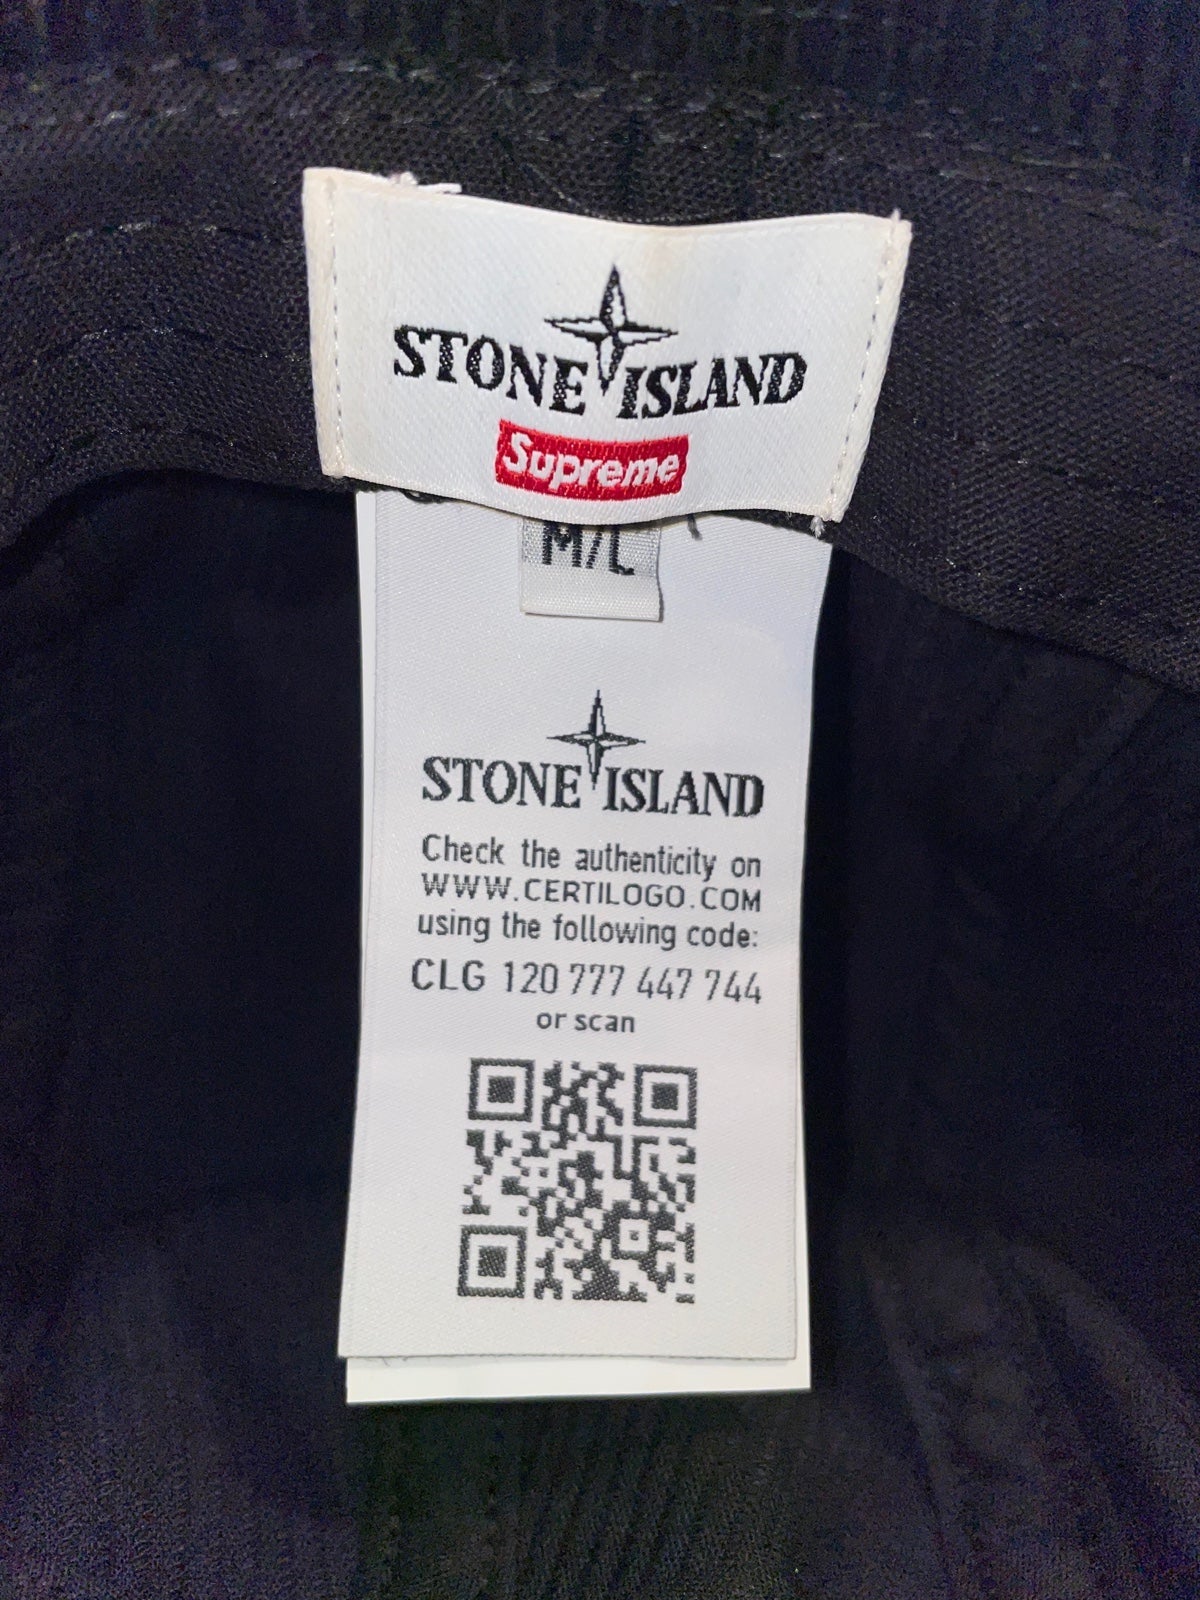 STONE ISLAND
Supreme
M/L
STONE ISLAND
Check the authenticity on
WWW.CERTILOGO.COM
using the following code:
CLG 120 777 447 744
or scan